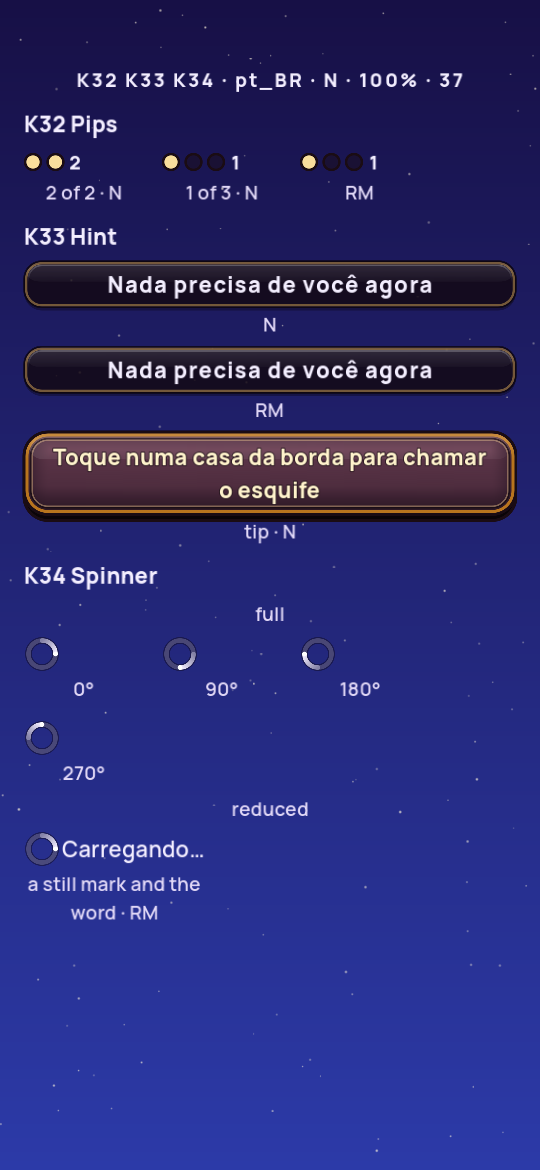 K32 K33 K34 · pt_BR · N · 100% · 37
K32 Pips
2 1 1
2 of 2 · N 1 of 3 · N RM
K33 Hint
Nada precisa de você agora
N
Nada precisa de você agora
RM
Toque numa casa da borda para chamar
o esquife
tip · N
K34 Spinner
full
0° 90° 180°
270°
reduced
Carregando…
a still mark and the
word · RM